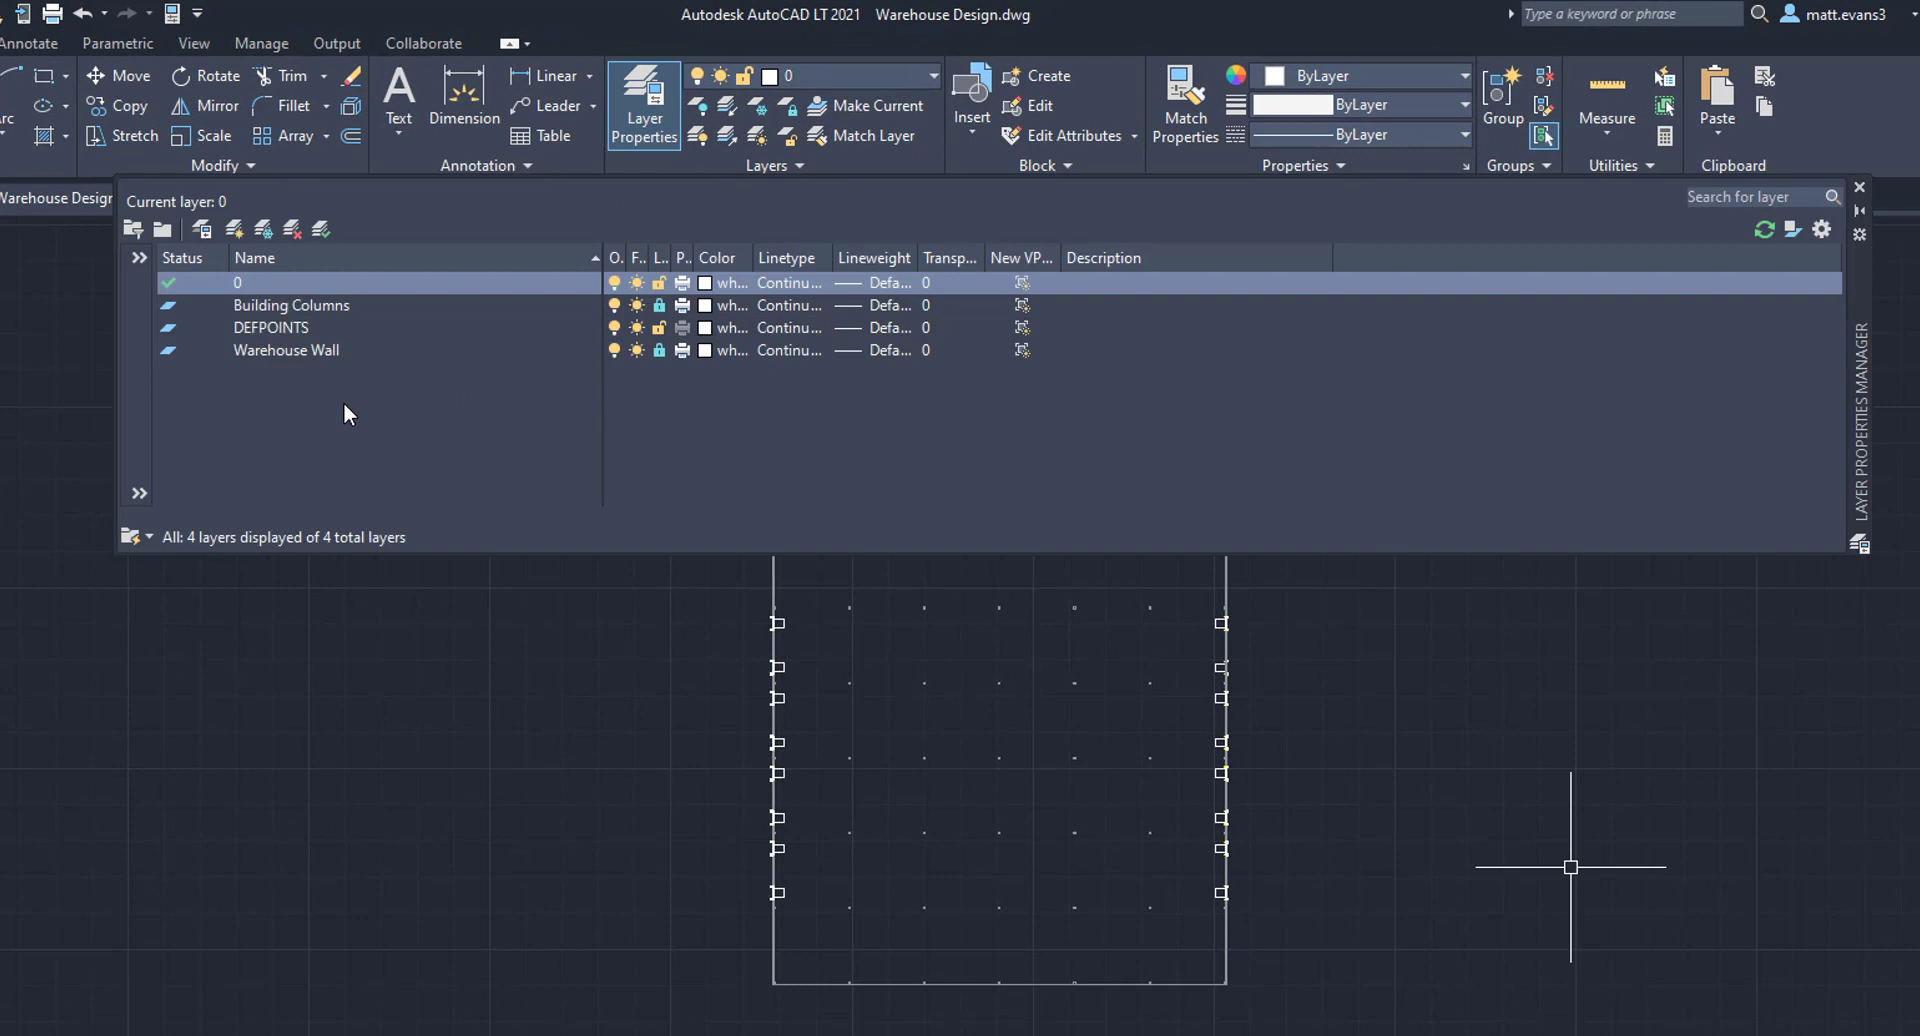 Autodesk AutoCAD LT 2021 Warehouse Design.dwg
Type a keyword or phrase
matt.evans3
Annotate Parametric View Manage Output Collaborate
Move Rotate Trim
Copy Mirror Fillet
Stretch Scale Array
Modify
Text
Dimension
Linear
Leader
Table
Annotation
Layer Properties
0
Make Current
Match Layer
Layers
Insert
Create
Edit
Edit Attributes
Block
Match Properties
ByLayer
ByLayer
ByLayer
Properties
Group
Groups
Measure
Utilities
Paste
Clipboard
Warehouse Design
Current layer: 0
Search for layer
Status Name O. F.. L.. P.. Color Linetype Lineweight Transp... New VP... Description
0 wh... Continu... Defa... 0
Building Columns wh... Continu... Defa... 0
DEFPOINTS wh... Continu... Defa... 0
Warehouse Wall wh... Continu... Defa... 0
All: 4 layers displayed of 4 total layers
LAYER PROPERTIES MANAGER